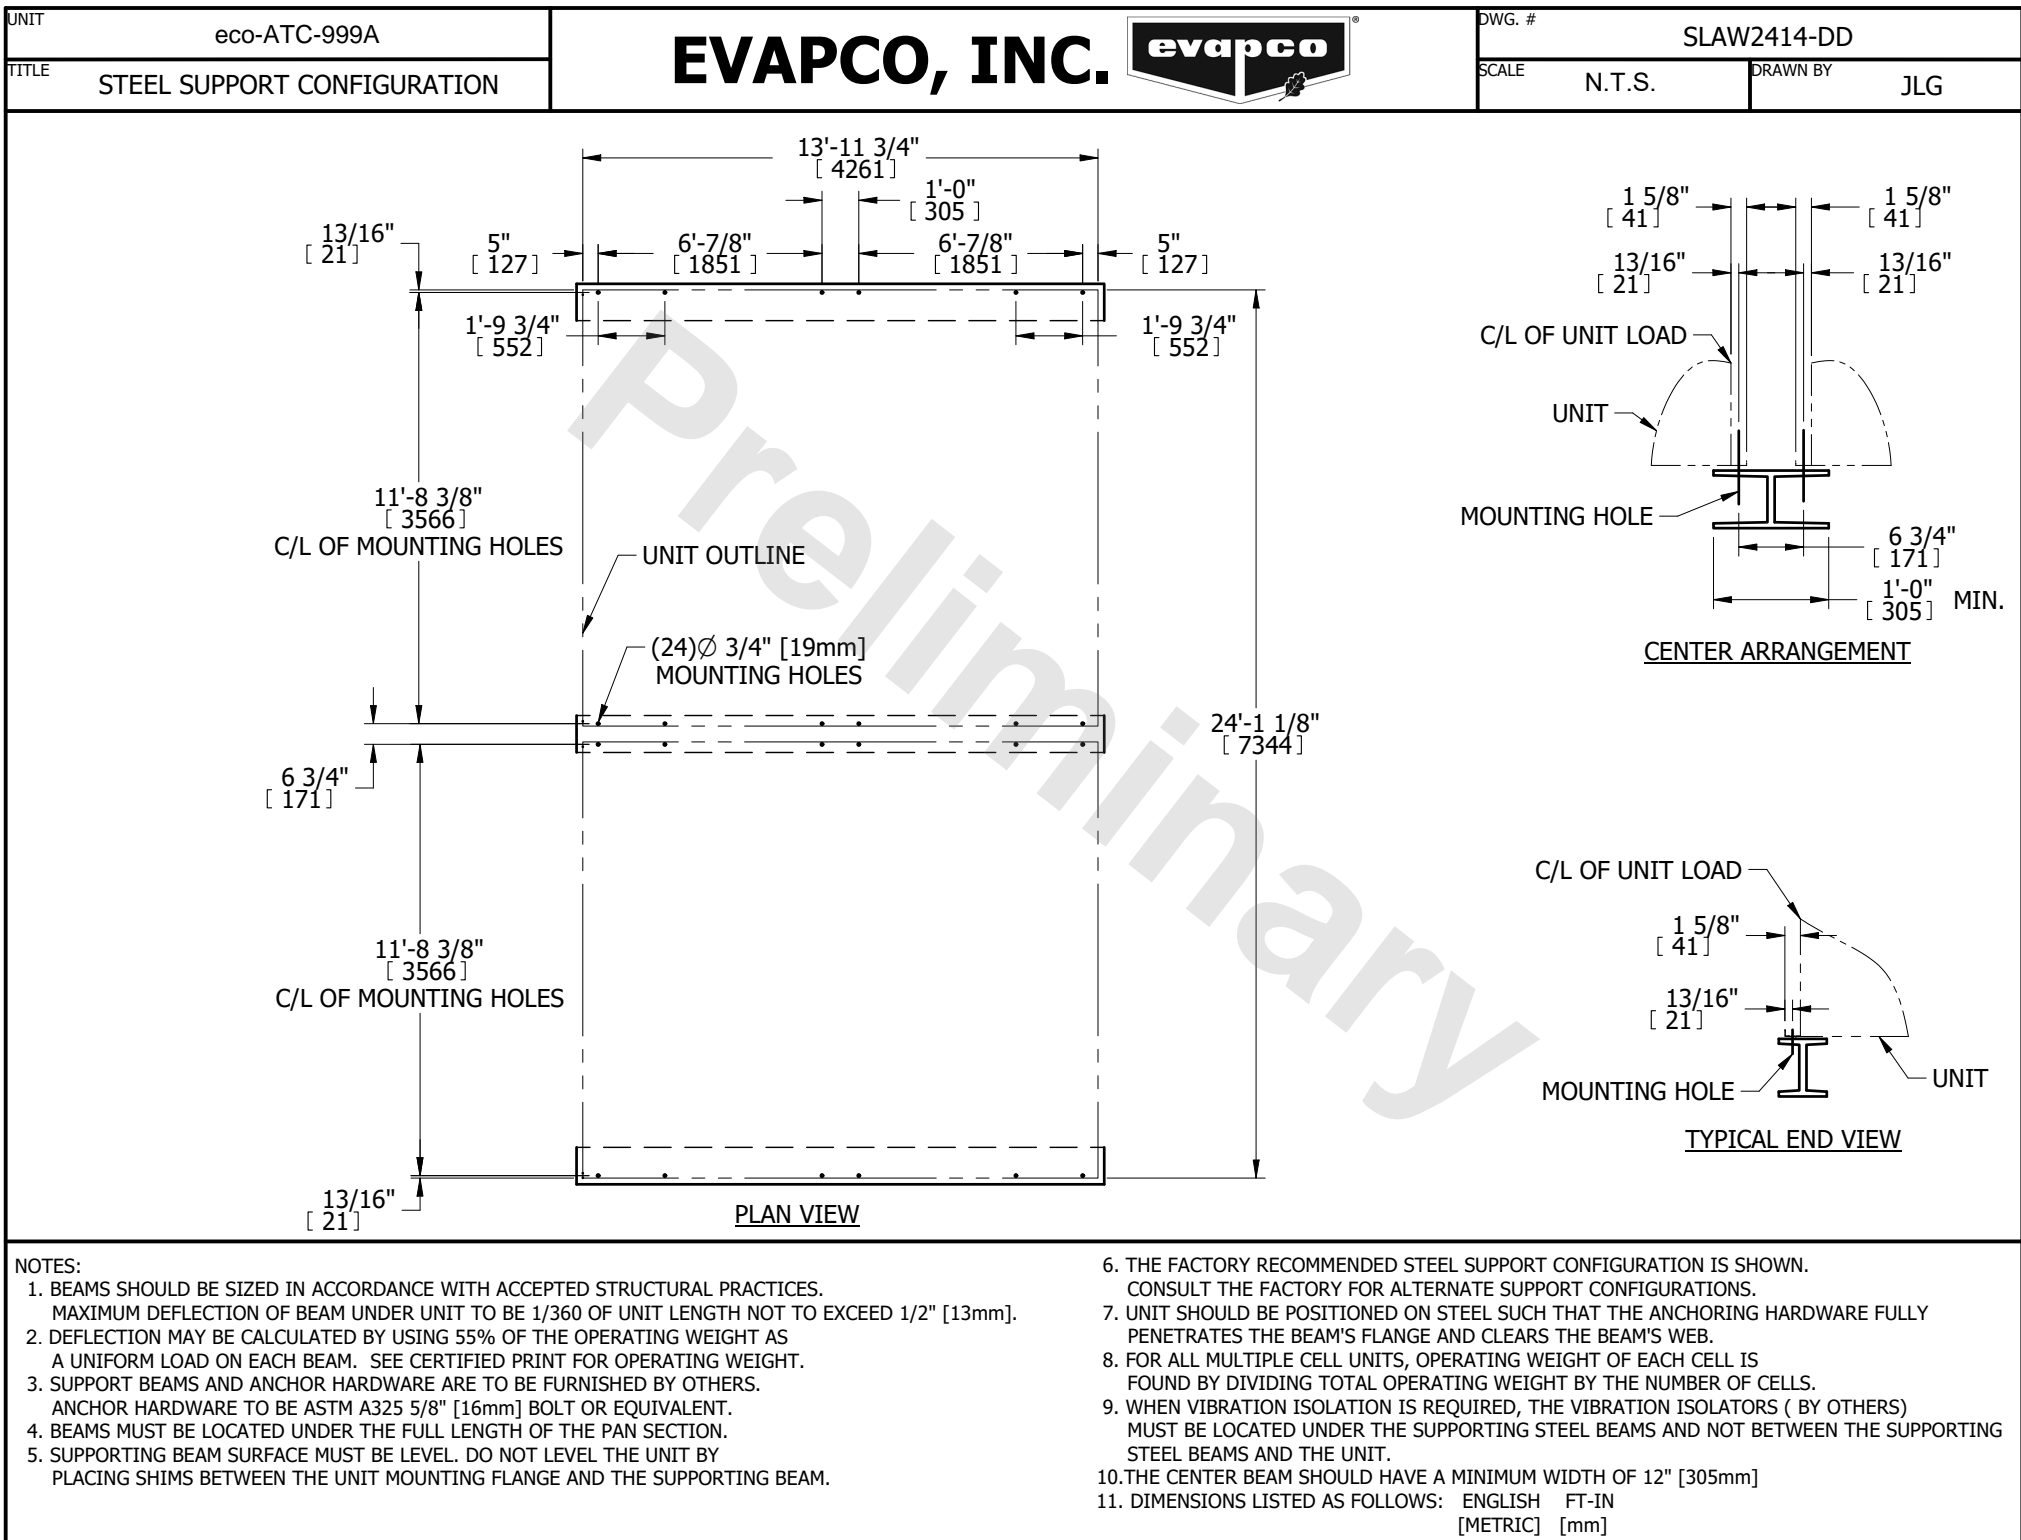 UNIT
eco-ATC-999A
TITLE
STEEL SUPPORT CONFIGURATION
EVAPCO, INC.
evapco
®
DWG. #
SLAW2414-DD
SCALE
N.T.S.
DRAWN BY
JLG
13'-11 3/4"
[ 4261]
1'-0"
[ 305 ]
13/16"
[ 21]
5"
[ 127]
6'-7/8"
[ 1851 ]
6'-7/8"
[ 1851 ]
5"
[ 127]
1'-9 3/4"
[ 552]
1'-9 3/4"
[ 552]
11'-8 3/8"
[ 3566]
C/L OF MOUNTING HOLES
UNIT OUTLINE
(24)Ø 3/4" [19mm]
MOUNTING HOLES
6 3/4"
[ 171]
24'-1 1/8"
[ 7344]
11'-8 3/8"
[ 3566]
C/L OF MOUNTING HOLES
13/16"
[ 21]
PLAN VIEW
Preliminary
1 5/8"
[ 41]
1 5/8"
[ 41]
13/16"
[ 21]
13/16"
[ 21]
C/L OF UNIT LOAD
UNIT
MOUNTING HOLE
6 3/4"
[ 171]
1'-0"
[ 305]
MIN.
CENTER ARRANGEMENT
C/L OF UNIT LOAD
1 5/8"
[ 41]
13/16"
[ 21]
MOUNTING HOLE
UNIT
TYPICAL END VIEW
NOTES:
1. BEAMS SHOULD BE SIZED IN ACCORDANCE WITH ACCEPTED STRUCTURAL PRACTICES.
MAXIMUM DEFLECTION OF BEAM UNDER UNIT TO BE 1/360 OF UNIT LENGTH NOT TO EXCEED 1/2" [13mm].
2. DEFLECTION MAY BE CALCULATED BY USING 55% OF THE OPERATING WEIGHT AS
A UNIFORM LOAD ON EACH BEAM. SEE CERTIFIED PRINT FOR OPERATING WEIGHT.
3. SUPPORT BEAMS AND ANCHOR HARDWARE ARE TO BE FURNISHED BY OTHERS.
ANCHOR HARDWARE TO BE ASTM A325 5/8" [16mm] BOLT OR EQUIVALENT.
4. BEAMS MUST BE LOCATED UNDER THE FULL LENGTH OF THE PAN SECTION.
5. SUPPORTING BEAM SURFACE MUST BE LEVEL. DO NOT LEVEL THE UNIT BY
PLACING SHIMS BETWEEN THE UNIT MOUNTING FLANGE AND THE SUPPORTING BEAM.
6. THE FACTORY RECOMMENDED STEEL SUPPORT CONFIGURATION IS SHOWN.
CONSULT THE FACTORY FOR ALTERNATE SUPPORT CONFIGURATIONS.
7. UNIT SHOULD BE POSITIONED ON STEEL SUCH THAT THE ANCHORING HARDWARE FULLY
PENETRATES THE BEAM'S FLANGE AND CLEARS THE BEAM'S WEB.
8. FOR ALL MULTIPLE CELL UNITS, OPERATING WEIGHT OF EACH CELL IS
FOUND BY DIVIDING TOTAL OPERATING WEIGHT BY THE NUMBER OF CELLS.
9. WHEN VIBRATION ISOLATION IS REQUIRED, THE VIBRATION ISOLATORS ( BY OTHERS)
MUST BE LOCATED UNDER THE SUPPORTING STEEL BEAMS AND NOT BETWEEN THE SUPPORTING
STEEL BEAMS AND THE UNIT.
10.THE CENTER BEAM SHOULD HAVE A MINIMUM WIDTH OF 12" [305mm]
11. DIMENSIONS LISTED AS FOLLOWS: ENGLISH FT-IN
[METRIC] [mm]